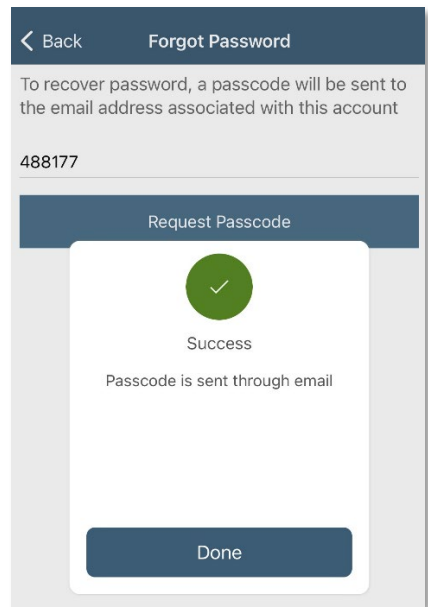 Back
Forgot Password
To recover password, a passcode will be sent to
the email address associated with this account
488177
Request Passcode
Success
Passcode is sent through email
Done